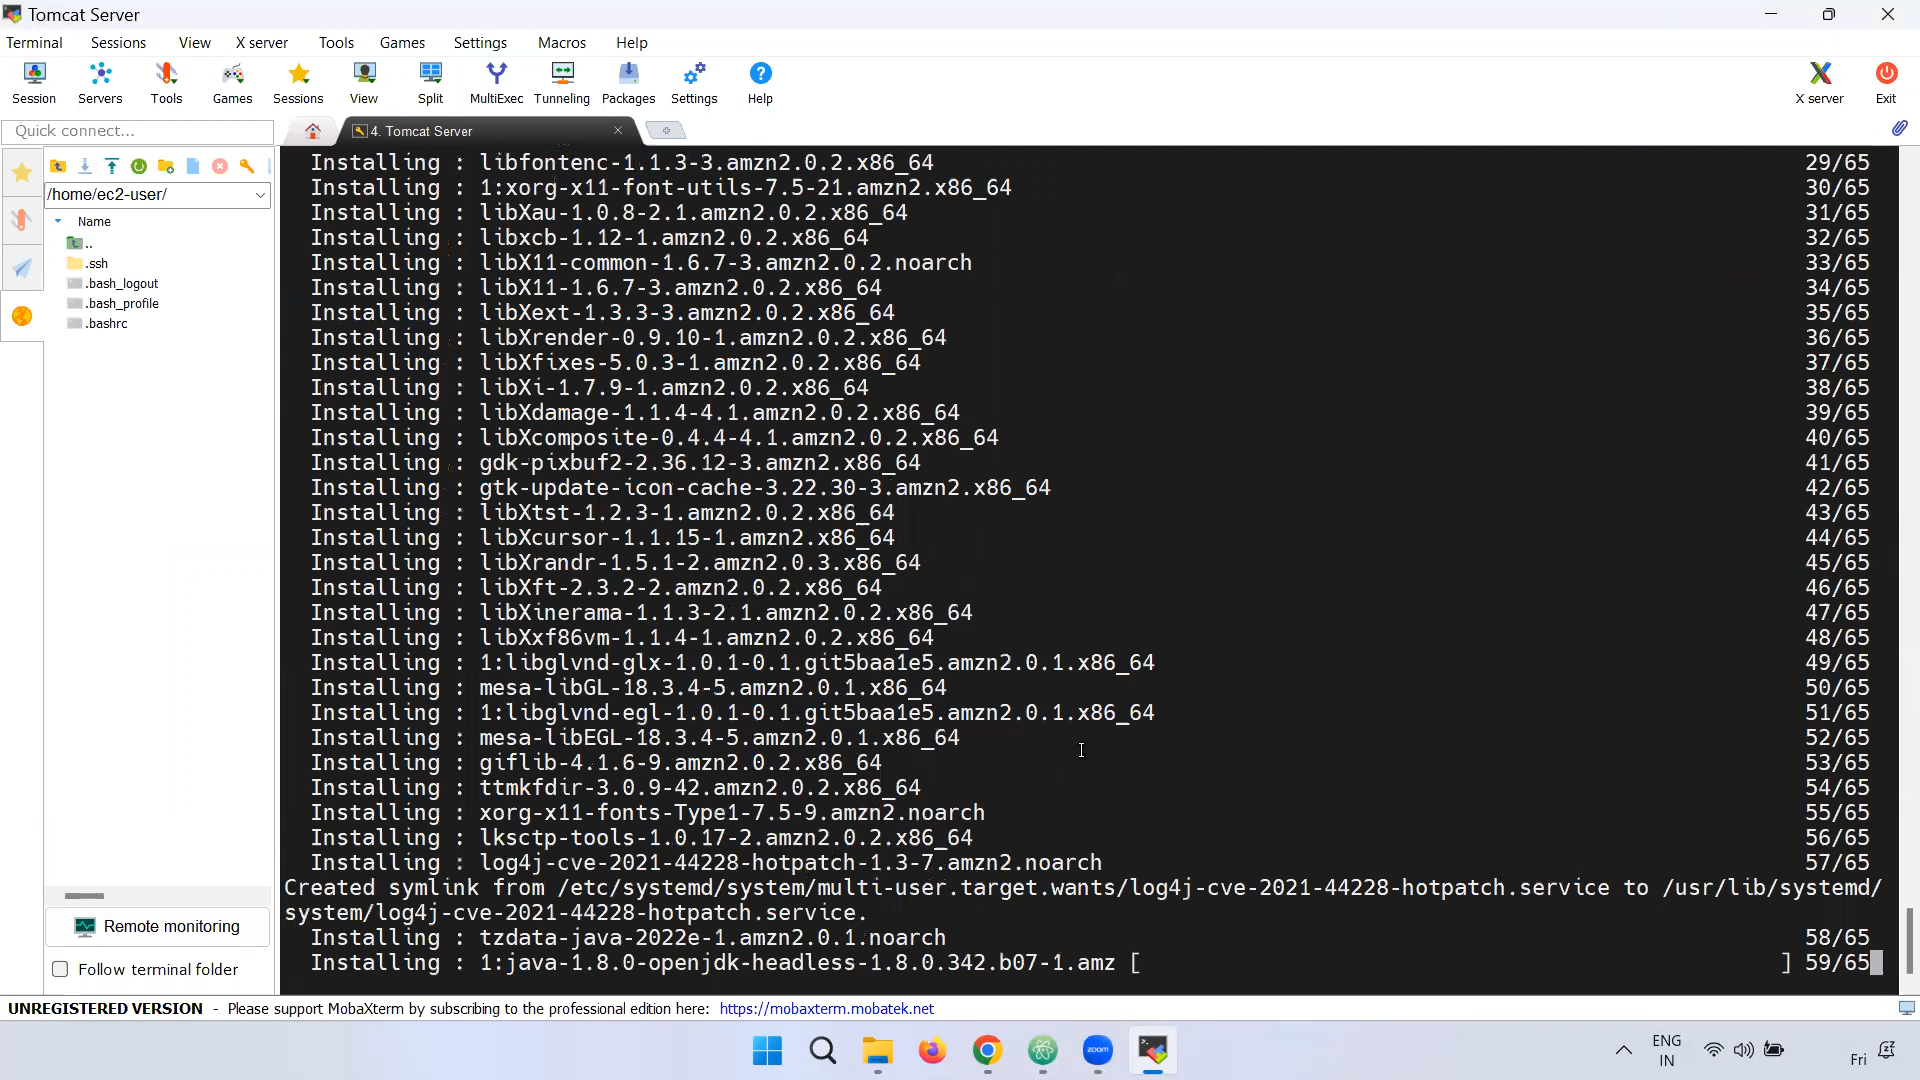 Tomcat Server
Terminal Sessions View X server Tools Games Settings Macros Help
Session Servers Tools Games Sessions View Split MultiExec Tunneling Packages Settings Help X server Exit
Quick connect...
4. Tomcat Server
/home/ec2-user/
Name
..
.ssh
.bash_logout
.bash_profile
.bashrc
Installing : libfontenc-1.1.3-3.amzn2.0.2.x86_64 29/65
Installing : 1:xorg-x11-font-utils-7.5-21.amzn2.x86_64 30/65
Installing : libXau-1.0.8-2.1.amzn2.0.2.x86_64 31/65
Installing : libxcb-1.12-1.amzn2.0.2.x86_64 32/65
Installing : libX11-common-1.6.7-3.amzn2.0.2.noarch 33/65
Installing : libX11-1.6.7-3.amzn2.0.2.x86_64 34/65
Installing : libXext-1.3.3-3.amzn2.0.2.x86_64 35/65
Installing : libXrender-0.9.10-1.amzn2.0.2.x86_64 36/65
Installing : libXfixes-5.0.3-1.amzn2.0.2.x86_64 37/65
Installing : libXi-1.7.9-1.amzn2.0.2.x86_64 38/65
Installing : libXdamage-1.1.4-4.1.amzn2.0.2.x86_64 39/65
Installing : libXcomposite-0.4.4-4.1.amzn2.0.2.x86_64 40/65
Installing : gdk-pixbuf2-2.36.12-3.amzn2.x86_64 41/65
Installing : gtk-update-icon-cache-3.22.30-3.amzn2.x86_64 42/65
Installing : libXtst-1.2.3-1.amzn2.0.2.x86_64 43/65
Installing : libXcursor-1.1.15-1.amzn2.x86_64 44/65
Installing : libXrandr-1.5.1-2.amzn2.0.3.x86_64 45/65
Installing : libXft-2.3.2-2.amzn2.0.2.x86_64 46/65
Installing : libXinerama-1.1.3-2.1.amzn2.0.2.x86_64 47/65
Installing : libXxf86vm-1.1.4-1.amzn2.0.2.x86_64 48/65
Installing : 1:libglvnd-glx-1.0.1-0.1.git5baa1e5.amzn2.0.1.x86_64 49/65
Installing : mesa-libGL-18.3.4-5.amzn2.0.1.x86_64 50/65
Installing : 1:libglvnd-egl-1.0.1-0.1.git5baa1e5.amzn2.0.1.x86_64 51/65
Installing : mesa-libEGL-18.3.4-5.amzn2.0.1.x86_64 52/65
Installing : giflib-4.1.6-9.amzn2.0.2.x86_64 53/65
Installing : ttmkfdir-3.0.9-42.amzn2.0.2.x86_64 54/65
Installing : xorg-x11-fonts-Type1-7.5-9.amzn2.noarch 55/65
Installing : lksctp-tools-1.0.17-2.amzn2.0.2.x86_64 56/65
Installing : log4j-cve-2021-44228-hotpatch-1.3-7.amzn2.noarch 57/65
Created symlink from /etc/systemd/system/multi-user.target.wants/log4j-cve-2021-44228-hotpatch.service to /usr/lib/systemd/
system/log4j-cve-2021-44228-hotpatch.service.
Installing : tzdata-java-2022e-1.amzn2.0.1.noarch 58/65
Installing : 1:java-1.8.0-openjdk-headless-1.8.0.342.b07-1.amz [ ] 59/65
Remote monitoring
Follow terminal folder
UNREGISTERED VERSION - Please support MobaXterm by subscribing to the professional edition here: https://mobaxterm.mobatek.net
zoom
ENG
IN
Fri